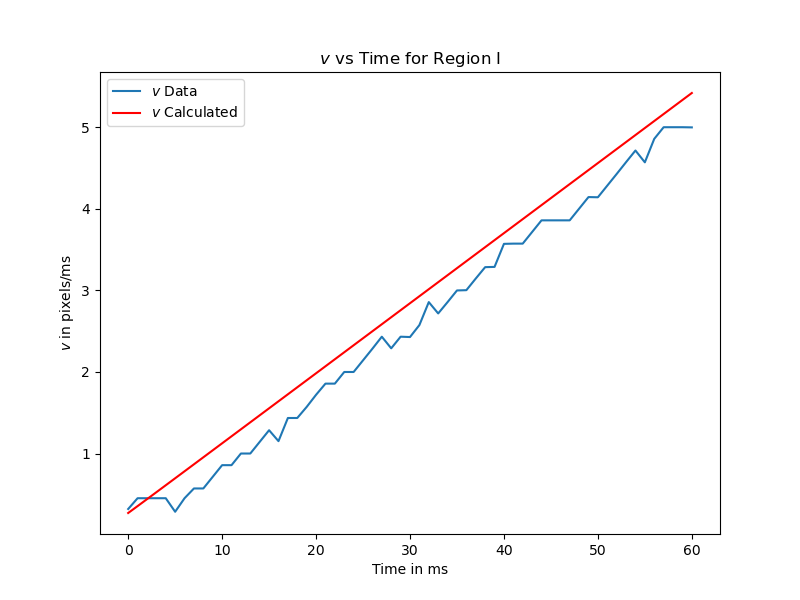 v vs Time for Region I
v Data
v Calculated
5
4
3
2
1
v in pixels/ms
0 10 20 30 40 50 60
Time in ms